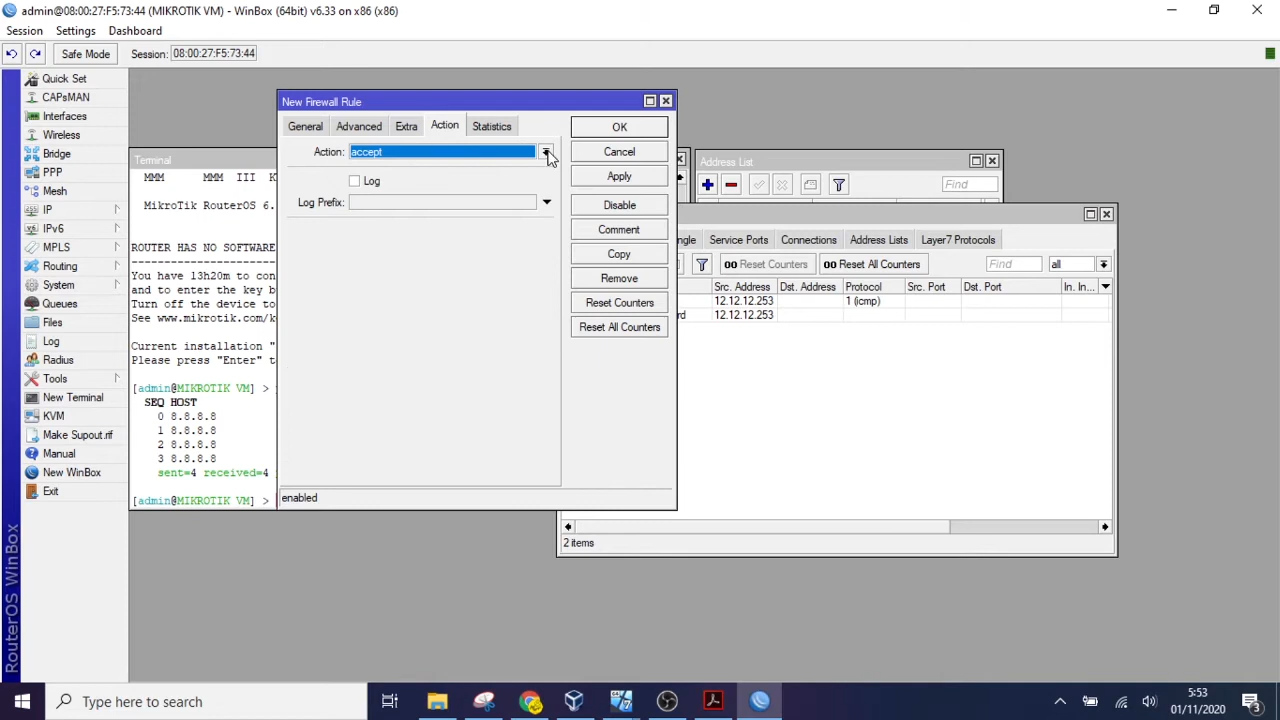 admin@08:00:27:F5:73:44 (MIKROTIK VM) - WinBox (64bit) v6.33 on x86 (x86)
Session Settings Dashboard
Safe Mode Session: 08:00:27:F5:73:44
Quick Set
CAPsMAN
Interfaces
Wireless
Bridge
PPP
Mesh
IP
IPv6
MPLS
Routing
System
Queues
Files
Log
Radius
Tools
New Terminal
KVM
Make Supout.rif
Manual
New WinBox
Exit
RouterOS WinBox
Terminal
MMM MMM III K
MikroTik RouterOS 6.
ROUTER HAS NO SOFTWARE
You have 13h20m to con
and to enter the key b
Turn off the device to
See www.mikrotik.com/k
Current installation "
Please press "Enter" t
[admin@MIKROTIK VM] >
SEQ HOST
0 8.8.8.8
1 8.8.8.8
2 8.8.8.8
3 8.8.8.8
sent=4 received=4
[admin@MIKROTIK VM] >
New Firewall Rule
General Advanced Extra Action Statistics
Action: accept
Log
Log Prefix:
OK
Cancel
Apply
Disable
Comment
Copy
Remove
Reset Counters
Reset All Counters
enabled
Address List
Find
ngle Service Ports Connections Address Lists Layer7 Protocols
00 Reset Counters 00 Reset All Counters Find all
Src. Address Dst. Address Protocol Src. Port Dst. Port In. In...
12.12.12.253 1 (icmp)
rd 12.12.12.253
2 items
Type here to search
5:53
01/11/2020
3